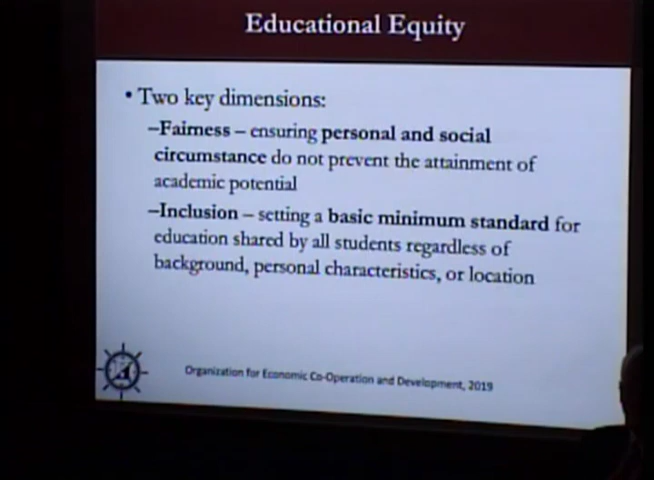 Educational Equity
• Two key dimensions:
–Fairness – ensuring personal and social
circumstance do not prevent the attainment of
academic potential
–Inclusion – setting a basic minimum standard for
education shared by all students regardless of
background, personal characteristics, or location
Organization for Economic Co-Operation and Development, 2019